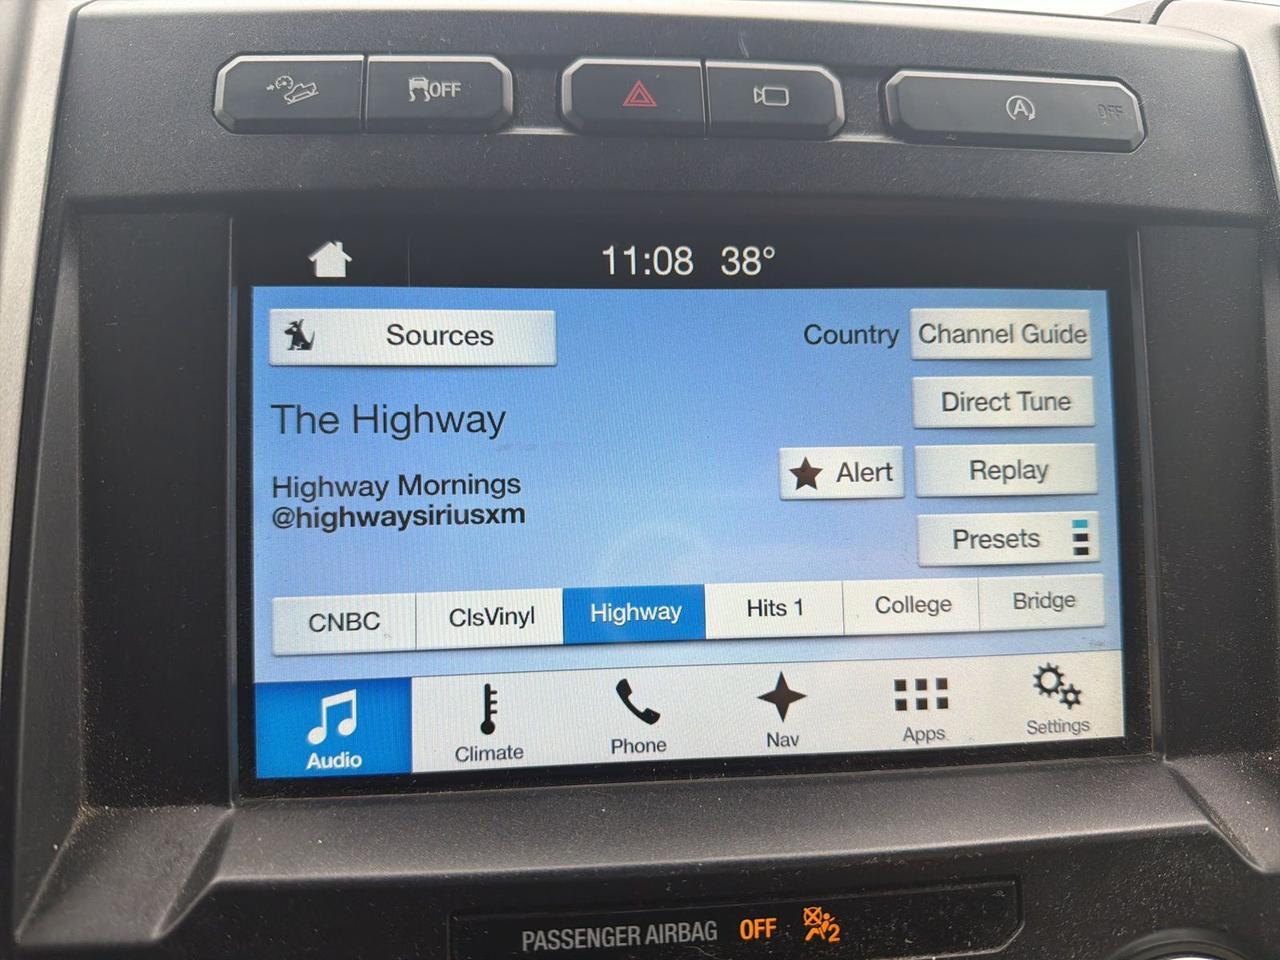 OFF
A OFF
11:08 38°
Sources
Country Channel Guide
Direct Tune
The Highway
Alert Replay
Highway Mornings
@highwaysiriusxm
Presets
CNBC ClsVinyl Highway Hits 1 College Bridge
Audio Climate Phone Nav Apps Settings
PASSENGER AIRBAG OFF 2